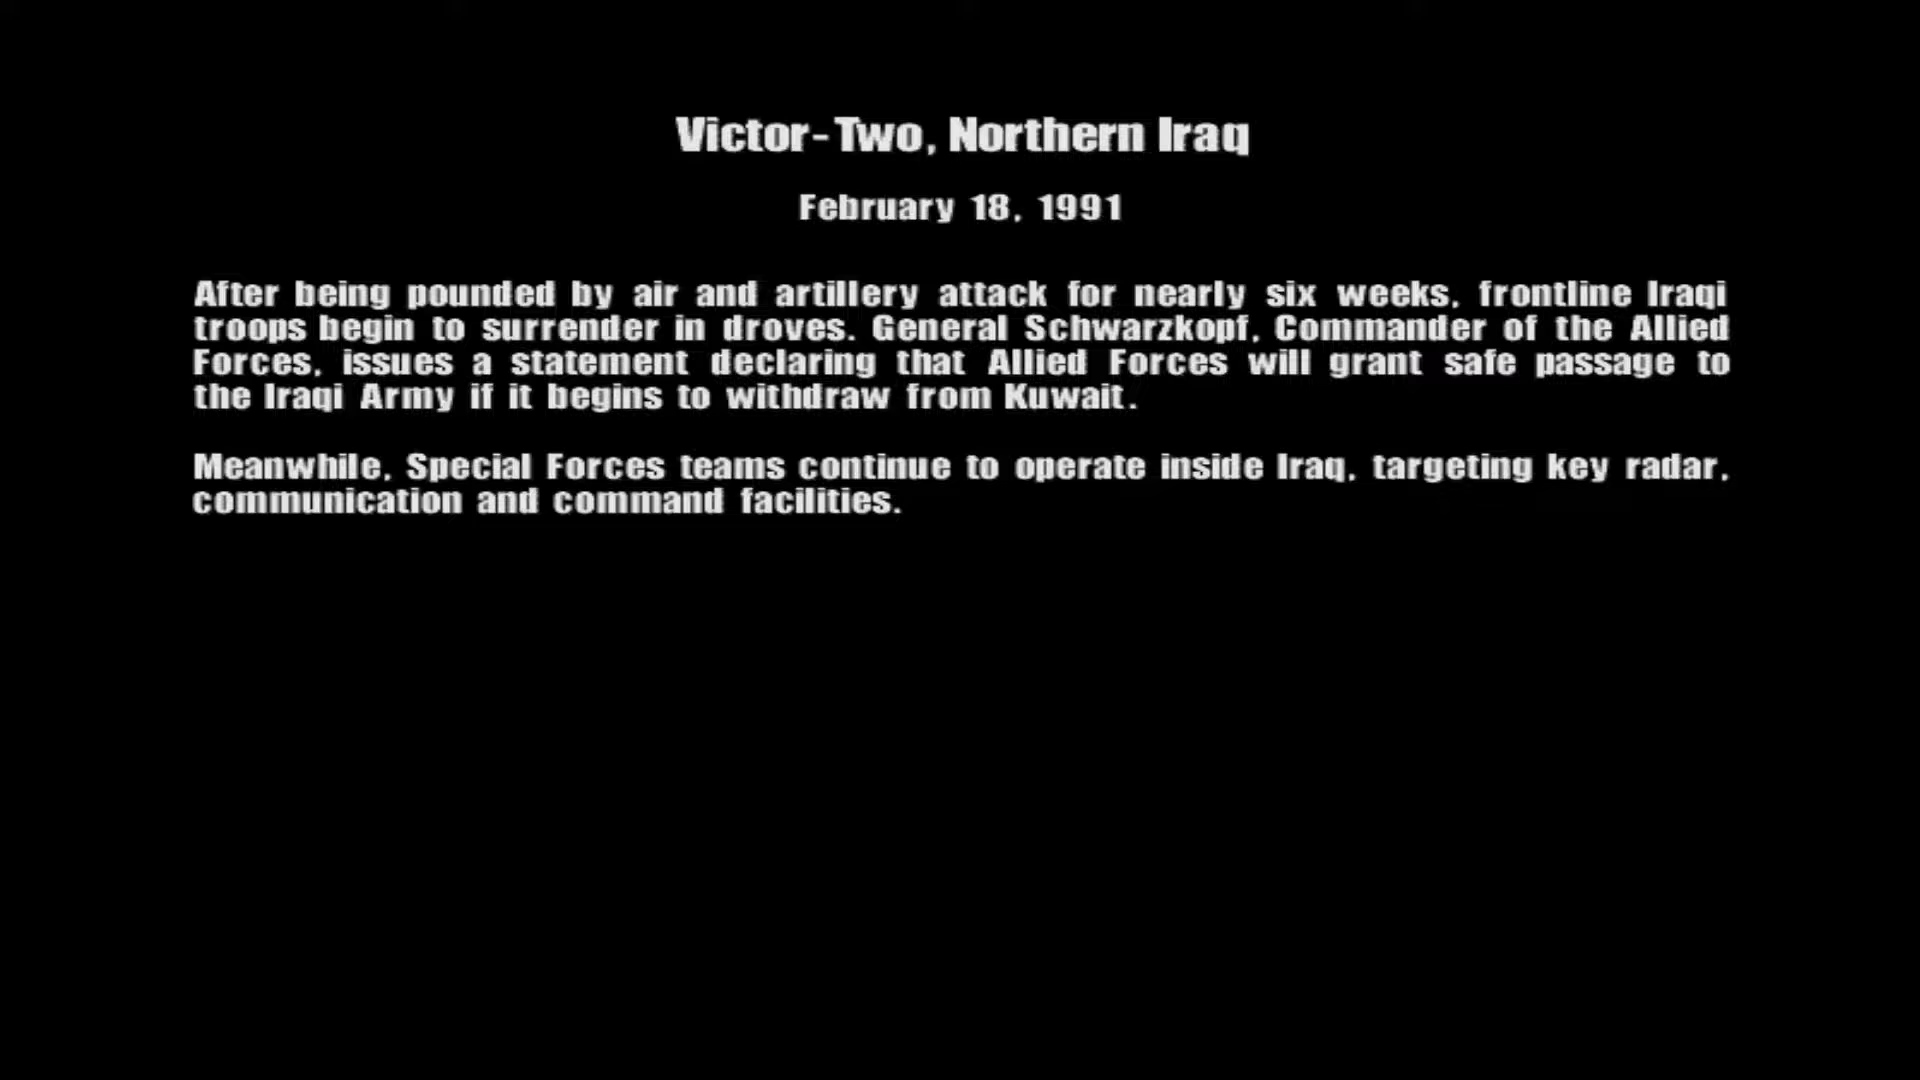 Victor-Two, Northern Iraq
February 18, 1991
After being pounded by air and artillery attack for nearly six weeks, frontline Iraqi
troops begin to surrender in droves. General Schwarzkopf, Commander of the Allied
Forces, issues a statement declaring that Allied Forces will grant safe passage to
the Iraqi Army if it begins to withdraw from Kuwait.
Meanwhile, Special Forces teams continue to operate inside Iraq, targeting key radar,
communication and command facilities.